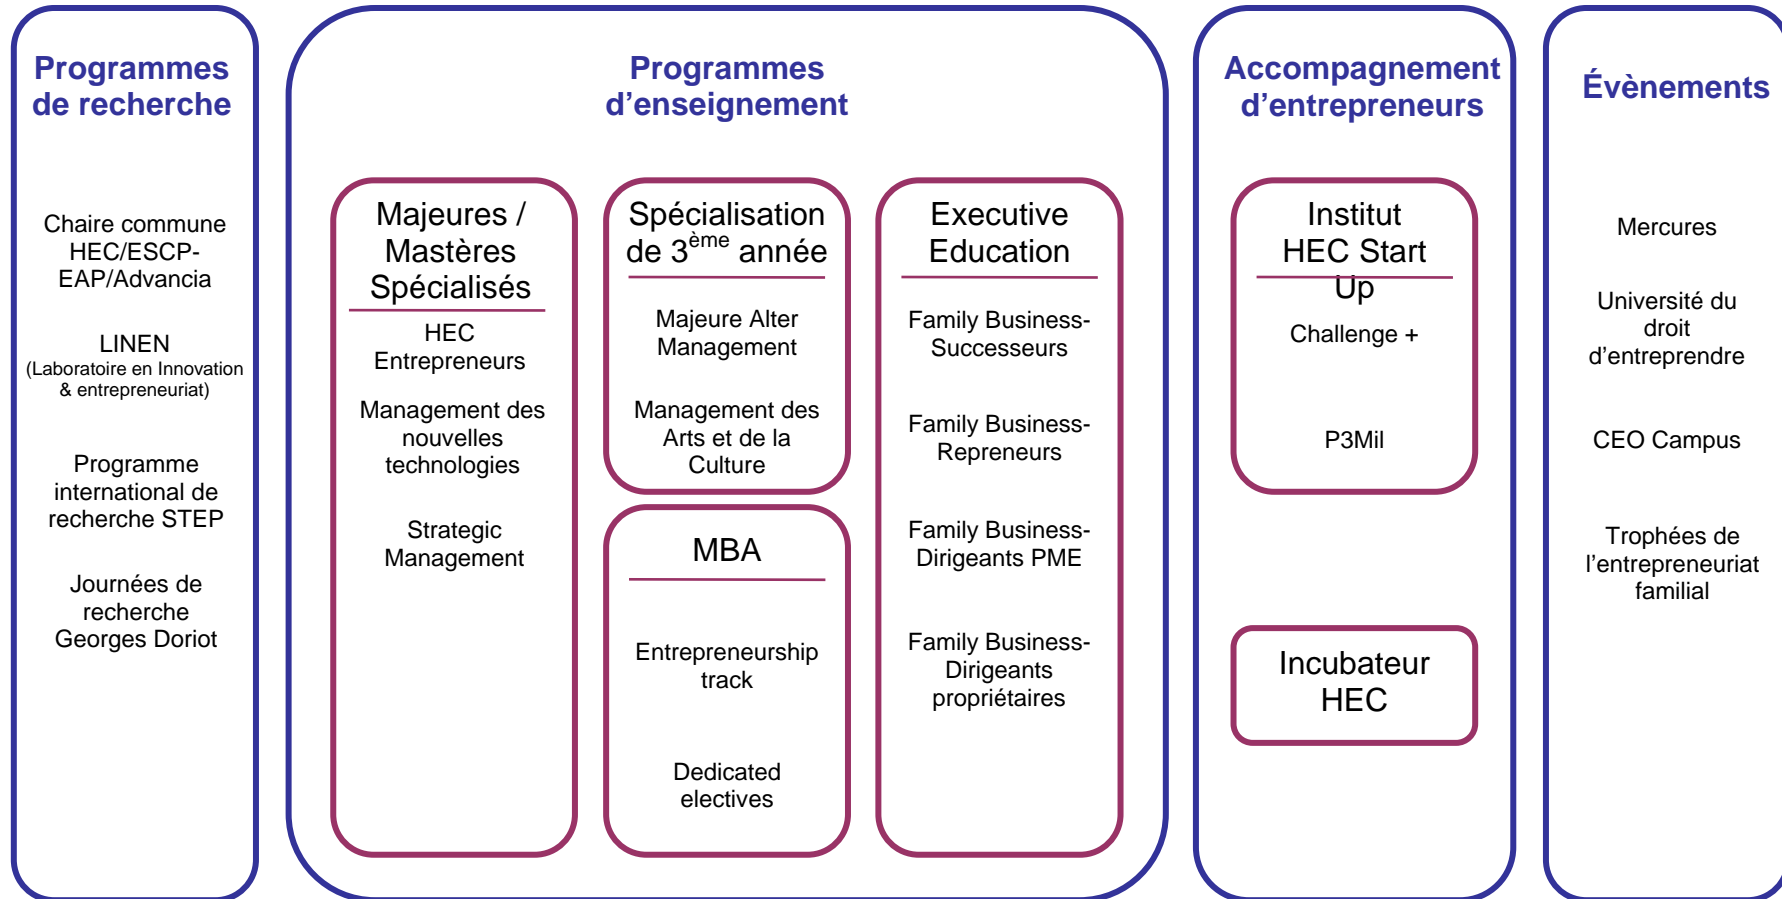 Programmes
de recherche
Chaire commune
HEC/ESCP-
EAP/Advancia
LINEN
(Laboratoire en Innovation
& entrepreneuriat)
Programme
international de
recherche STEP
Journées de
recherche
Georges Doriot
Programmes
d’enseignement
Majeures /
Mastères
Spécialisés
HEC
Entrepreneurs
Management des
nouvelles
technologies
Strategic
Management
Spécialisation
de 3ème année
Majeure Alter
Management
Management des
Arts et de la
Culture
MBA
Entrepreneurship
track
Dedicated
electives
Executive
Education
Family Business-
Successeurs
Family Business-
Repreneurs
Family Business-
Dirigeants PME
Family Business-
Dirigeants
propriétaires
Accompagnement
d’entrepreneurs
Institut
HEC Start
Up
Challenge +
P3Mil
Incubateur
HEC
Évènements
Mercures
Université du
droit
d’entreprendre
CEO Campus
Trophées de
l’entrepreneuriat
familial